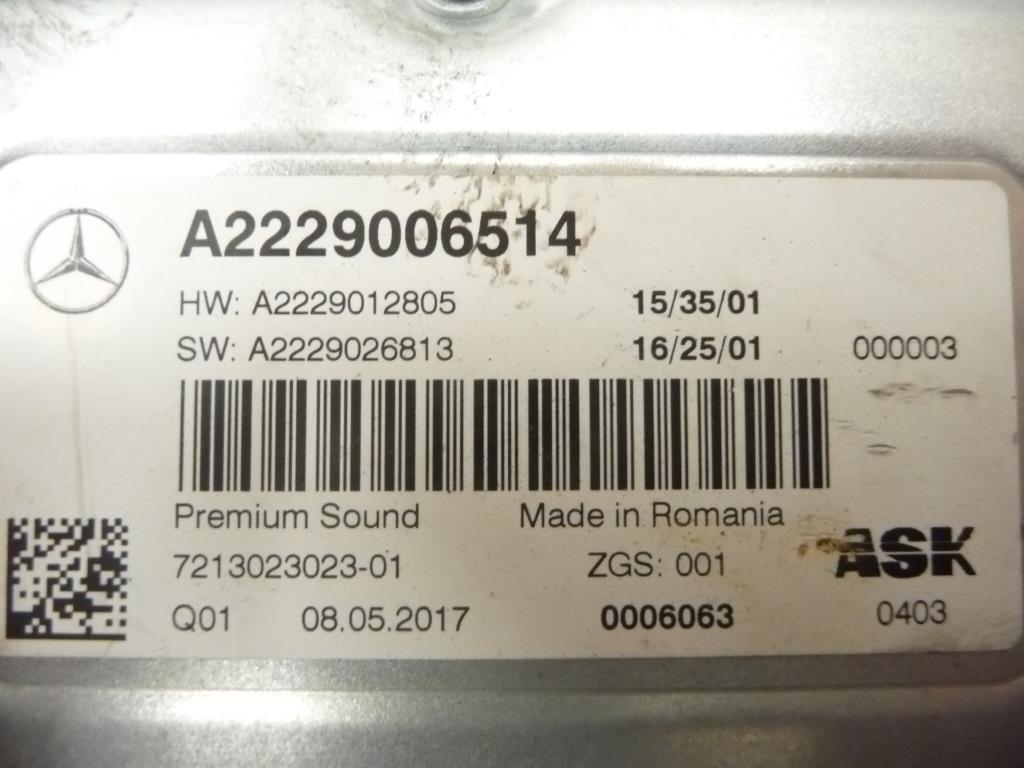 A2229006514
HW: A2229012805 15/35/01
SW: A2229026813 16/25/01 000003
Premium Sound Made in Romania
7213023023-01 ZGS: 001 ASK
Q01 08.05.2017 0006063 0403